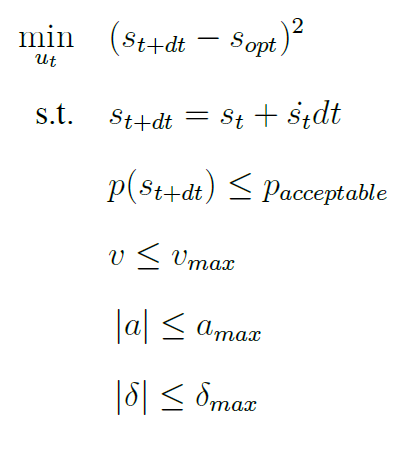 min_{u_t} (s_{t+dt} − s_{opt})^2
s.t. s_{t+dt} = s_t + ṡ_t dt
p(s_{t+dt}) ≤ p_{acceptable}
v ≤ v_{max}
|a| ≤ a_{max}
|δ| ≤ δ_{max}